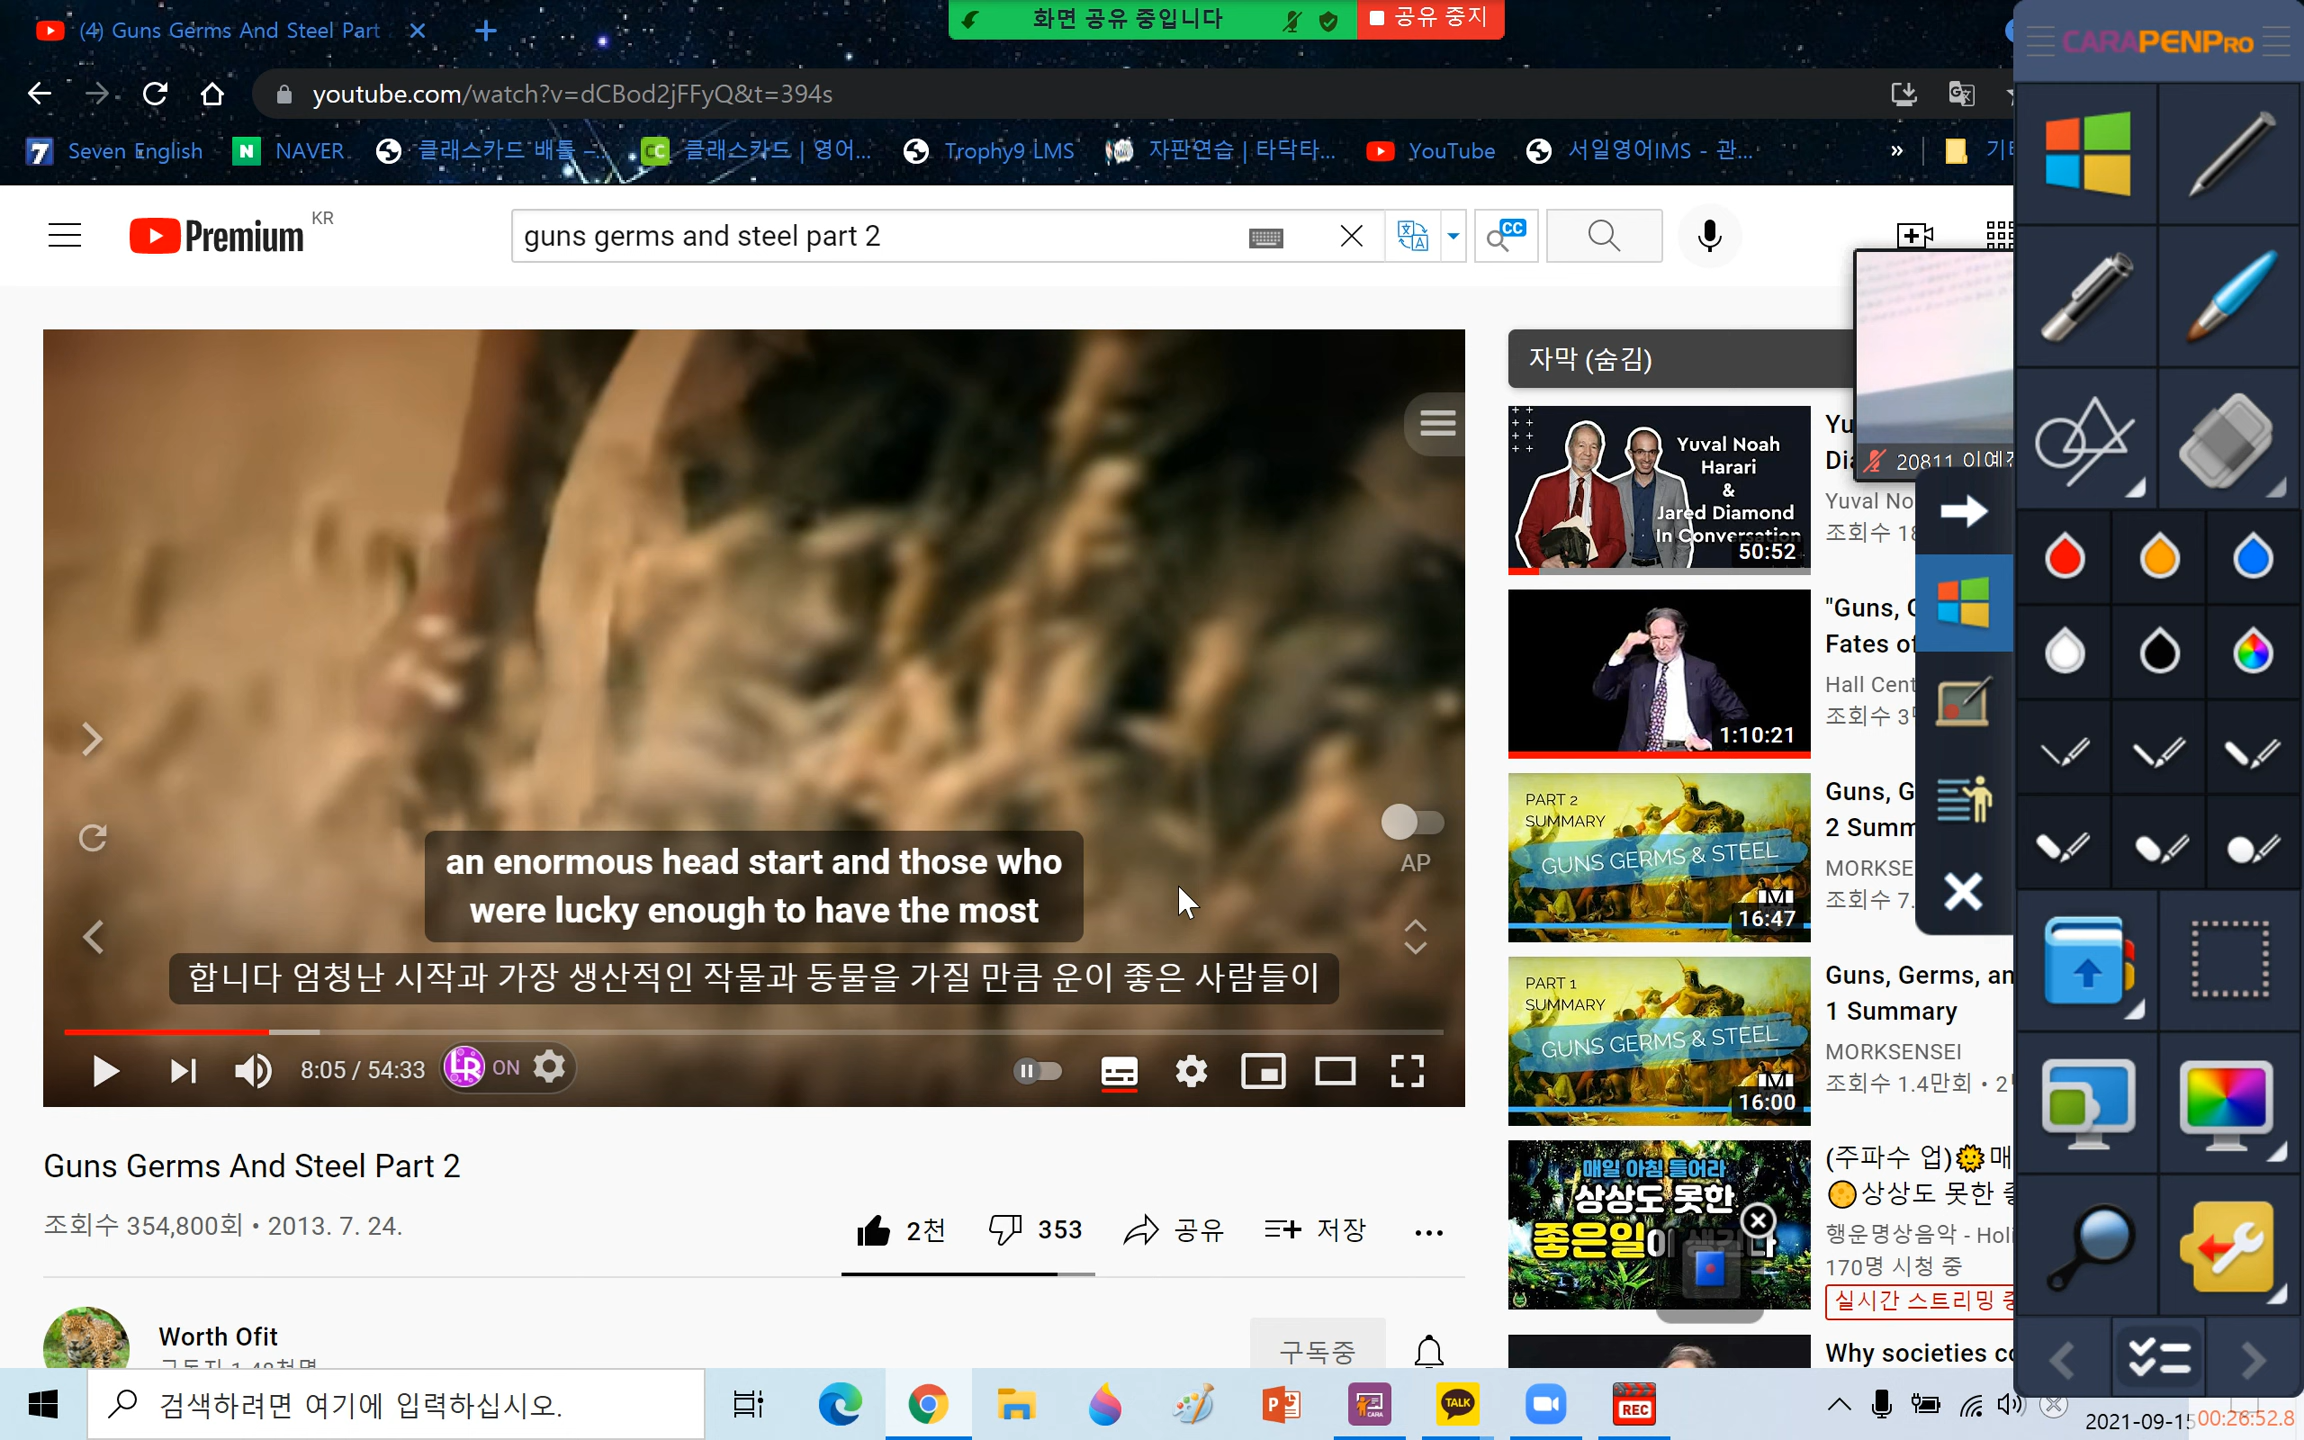 (4) Guns Germs And Steel Part
화면 공유 중입니다
공유 중지
CARAPENPRO
youtube.com/watch?v=dCBod2jFFyQ&t=394s
Seven English
NAVER
클래스카드 배틀 –...
클래스카드 | 영어...
Trophy9 LMS
자판연습 | 타닥타...
YouTube
서일영어IMS - 관...
»
Premium KR
guns germs and steel part 2
CC
자막 (숨김)
20811
Yuval Noah
Harari
&
Jared Diamond
In Conversation
50:52
Yuval No
조회수 18
"Guns, G
Fates of
Hall Cent
조회수 3
1:10:21
PART 2
SUMMARY
GUNS GERMS & STEEL
16:47
Guns, G
2 Summ
MORKSE
조회수 7.
PART 1
SUMMARY
GUNS GERMS & STEEL
16:00
Guns, Germs, an
1 Summary
MORKSENSEI
조회수 1.4만회 • 2
매일 아침 들어라
상상도 못한
좋은일이
(주파수 업)🌞매
🌕상상도 못한
행운명상음악 - Holi
170명 시청 중
실시간 스트리밍 중
Why societies co
AP
an enormous head start and those who
were lucky enough to have the most
합니다 엄청난 시작과 가장 생산적인 작물과 동물을 가질 만큼 운이 좋은 사람들이
8:05 / 54:33
LR ON
Guns Germs And Steel Part 2
조회수 354,800회 • 2013. 7. 24.
2천
353
공유
저장
Worth Ofit
구독중
검색하려면 여기에 입력하십시오.
CARA
TALK
REC
2021-09-15
00:26:52.8